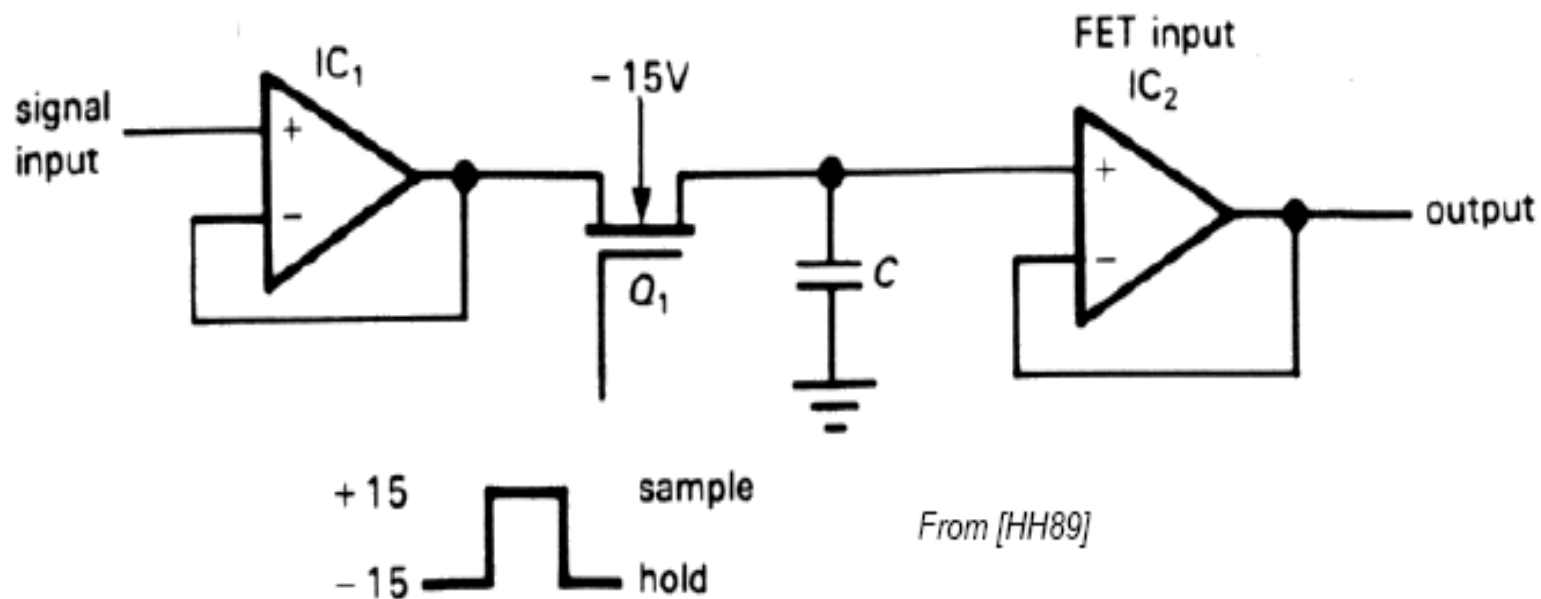 signal
input
+
−
IC₁
− 15V
Q₁
C
FET input
IC₂
+
−
output
+ 15
sample
− 15
hold
From [HH89]